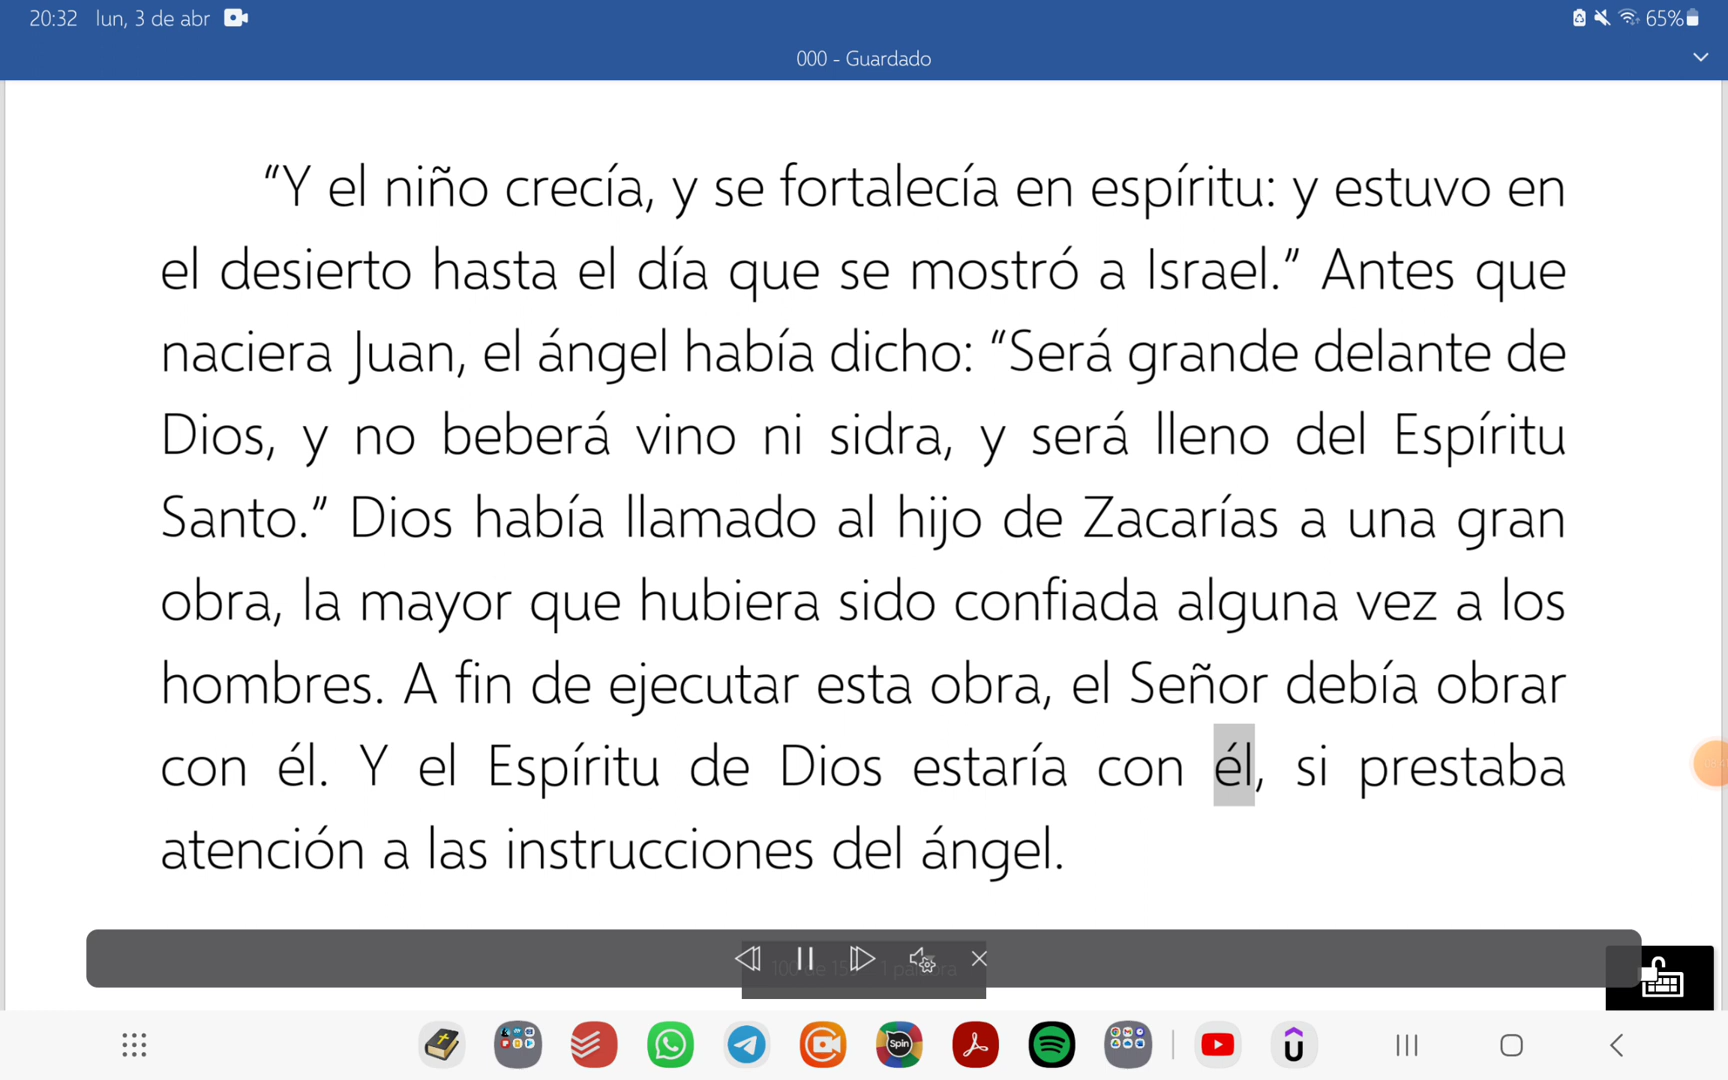 20:32 lun, 3 de abr 65%
000 - Guardado
“Y el niño crecía, y se fortalecía en espíritu: y estuvo en
el desierto hasta el día que se mostró a Israel.” Antes que
naciera Juan, el ángel había dicho: “Será grande delante de
Dios, y no beberá vino ni sidra, y será lleno del Espíritu
Santo.” Dios había llamado al hijo de Zacarías a una gran
obra, la mayor que hubiera sido confiada alguna vez a los
hombres. A fin de ejecutar esta obra, el Señor debía obrar
con él. Y el Espíritu de Dios estaría con él, si prestaba
atención a las instrucciones del ángel.
100 de 1 palabra
Spin